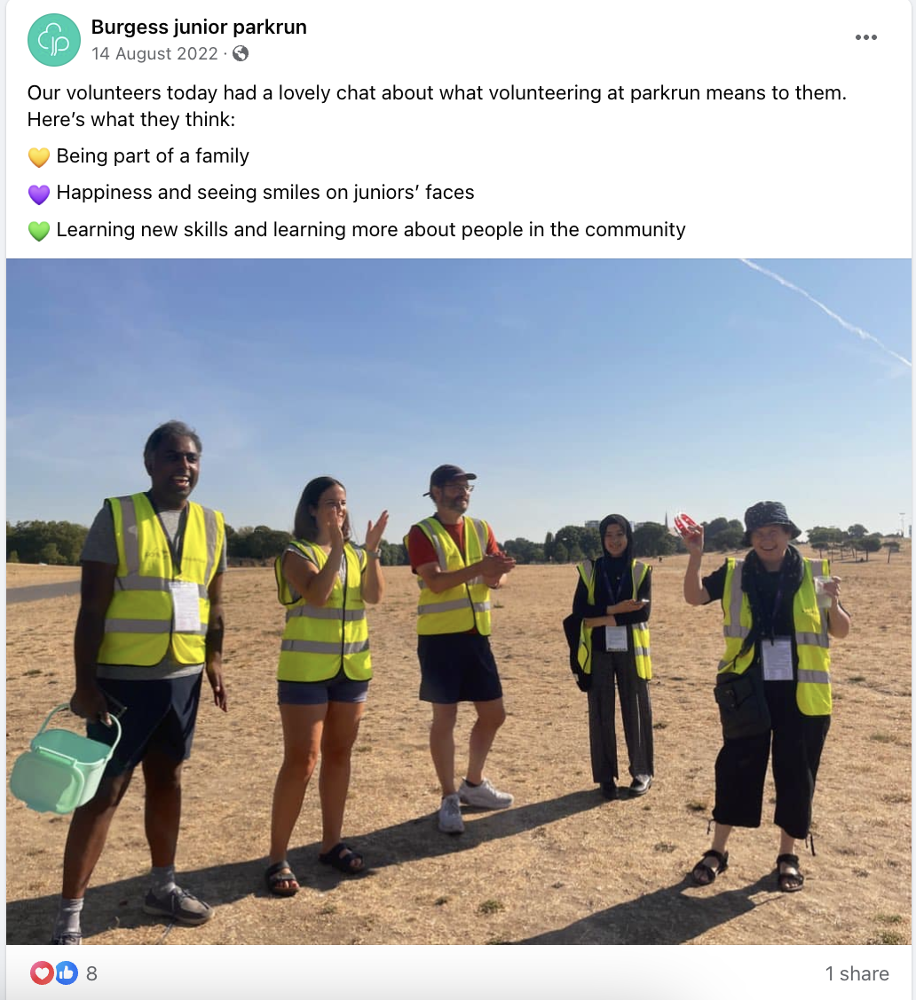 Burgess junior parkrun
14 August 2022 ·
Our volunteers today had a lovely chat about what volunteering at parkrun means to them.
Here’s what they think:
💛 Being part of a family
💜 Happiness and seeing smiles on juniors’ faces
💚 Learning new skills and learning more about people in the community
8
1 share